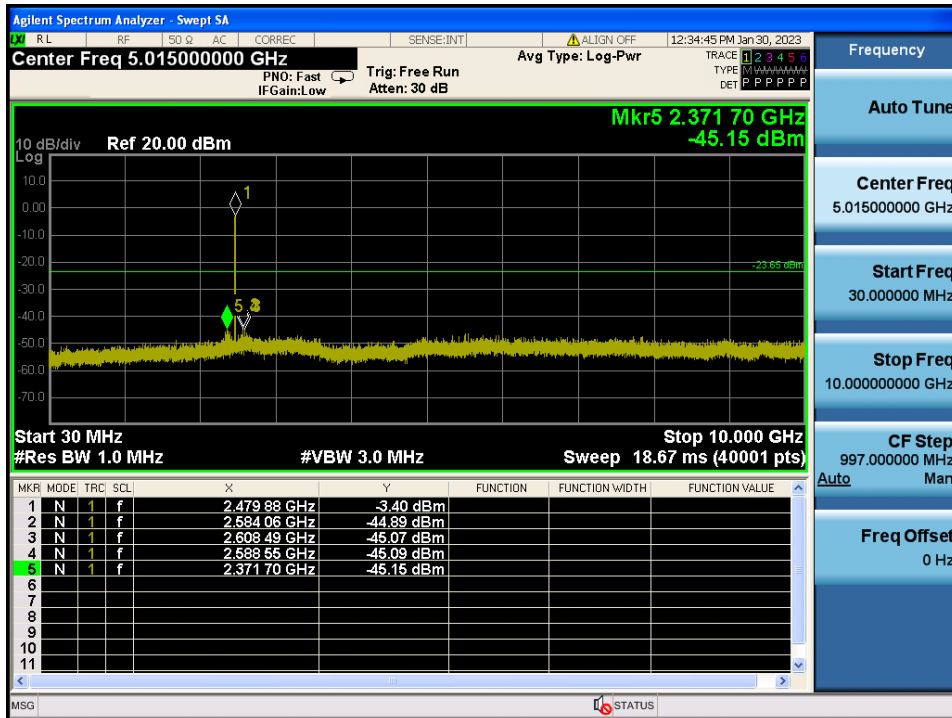 Agilent Spectrum Analyzer - Swept SA
LXI RL RF 50 Ω AC CORREC SENSE:INT ALIGN OFF 12:34:45 PM Jan 30, 2023
Center Freq 5.015000000 GHz
PNO: Fast
IFGain:Low
Trig: Free Run
Atten: 30 dB
Avg Type: Log-Pwr
TRACE 1 2 3 4 5 6
TYPE MWWWWW
DET P P P P P P
Mkr5 2.371 70 GHz
-45.15 dBm
10 dB/div
Log
Ref 20.00 dBm
10.0
0.00
-10.0
-20.0
-30.0
-40.0
-50.0
-60.0
-70.0
1
-23.65 dBm
5
Start 30 MHz
Stop 10.000 GHz
#Res BW 1.0 MHz
#VBW 3.0 MHz
Sweep 18.67 ms (40001 pts)
MKR MODE TRC SCL X Y FUNCTION FUNCTION WIDTH FUNCTION VALUE
1 N 1 f 2.479 88 GHz -3.40 dBm
2 N 1 f 2.584 06 GHz -44.89 dBm
3 N 1 f 2.608 49 GHz -45.07 dBm
4 N 1 f 2.588 55 GHz -45.09 dBm
5 N 1 f 2.371 70 GHz -45.15 dBm
6
7
8
9
10
11
MSG
STATUS
Frequency
Auto Tune
Center Freq
5.015000000 GHz
Start Freq
30.000000 MHz
Stop Freq
10.000000000 GHz
CF Step
997.000000 MHz
Auto Man
Freq Offset
0 Hz